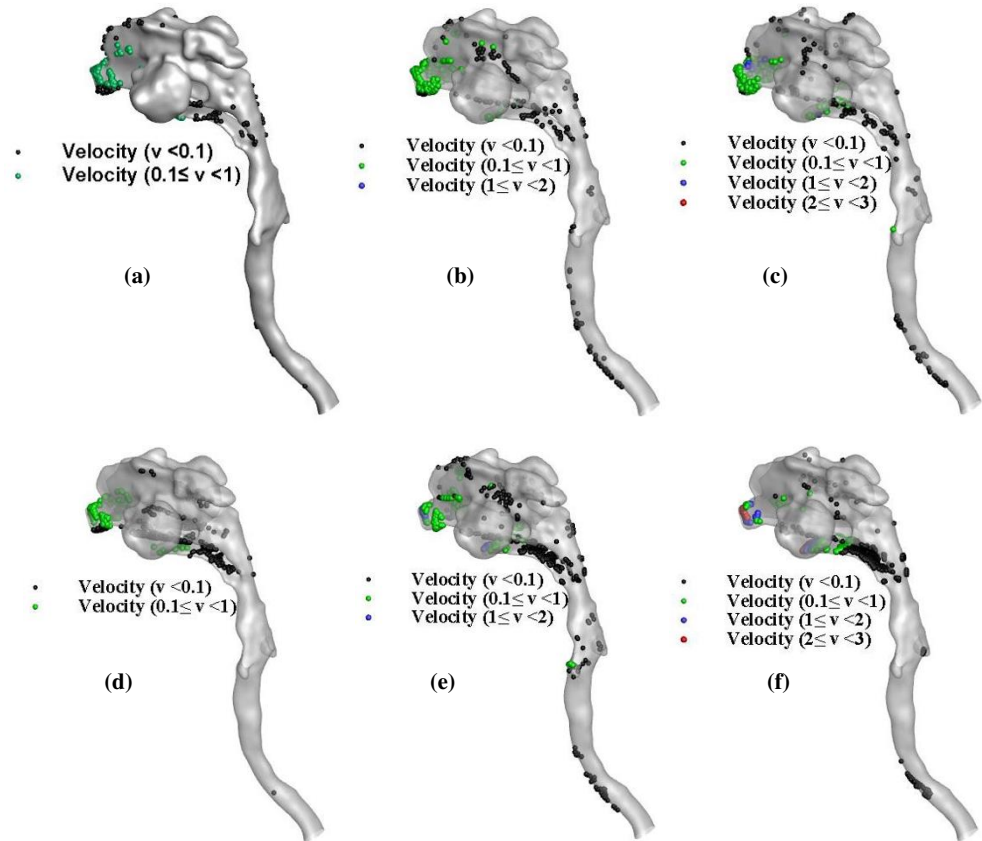 Velocity (v <0.1)
Velocity (0.1≤ v <1)
(a)
Velocity (v <0.1)
Velocity (0.1≤ v <1)
Velocity (1≤ v <2)
(b)
Velocity (v <0.1)
Velocity (0.1≤ v <1)
Velocity (1≤ v <2)
Velocity (2≤ v <3)
(c)
Velocity (v <0.1)
Velocity (0.1≤ v <1)
(d)
Velocity (v <0.1)
Velocity (0.1≤ v <1)
Velocity (1≤ v <2)
(e)
Velocity (v <0.1)
Velocity (0.1≤ v <1)
Velocity (1≤ v <2)
Velocity (2≤ v <3)
(f)